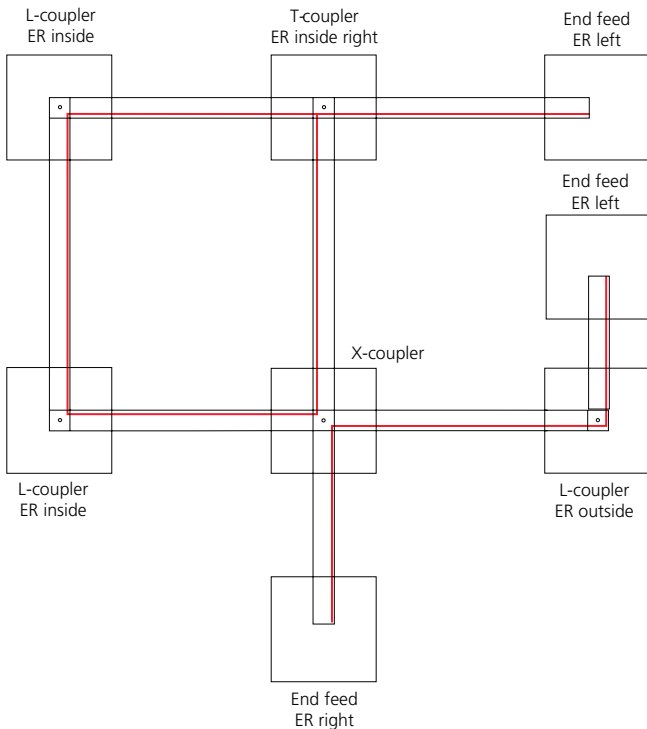 L-coupler
ER inside
T-coupler
ER inside right
End feed
ER left
End feed
ER left
X-coupler
L-coupler
ER inside
L-coupler
ER outside
End feed
ER right